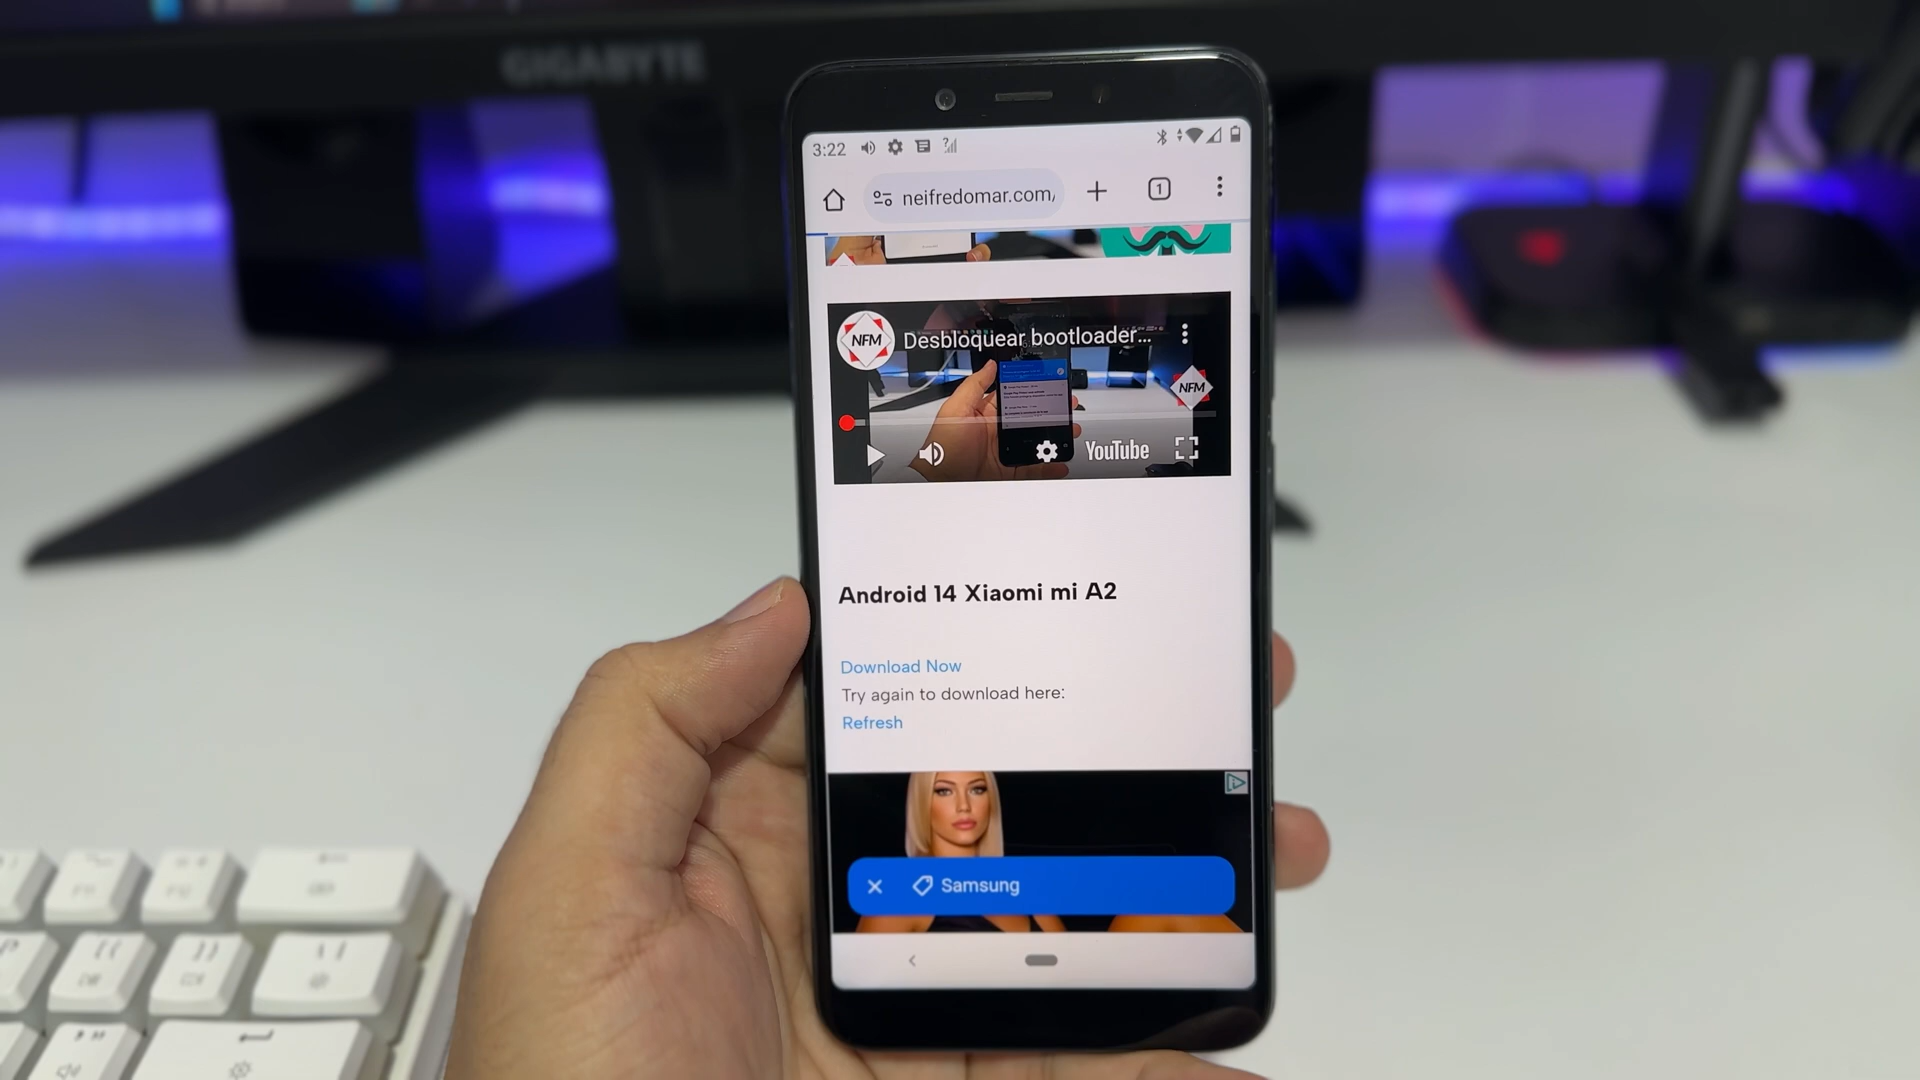 GIGABYTE
3:22
neifredomar.com/
1
NFM
Desbloquear bootloader...
NFM
YouTube
Android 14 Xiaomi mi A2
Download Now
Try again to download here:
Refresh
Samsung